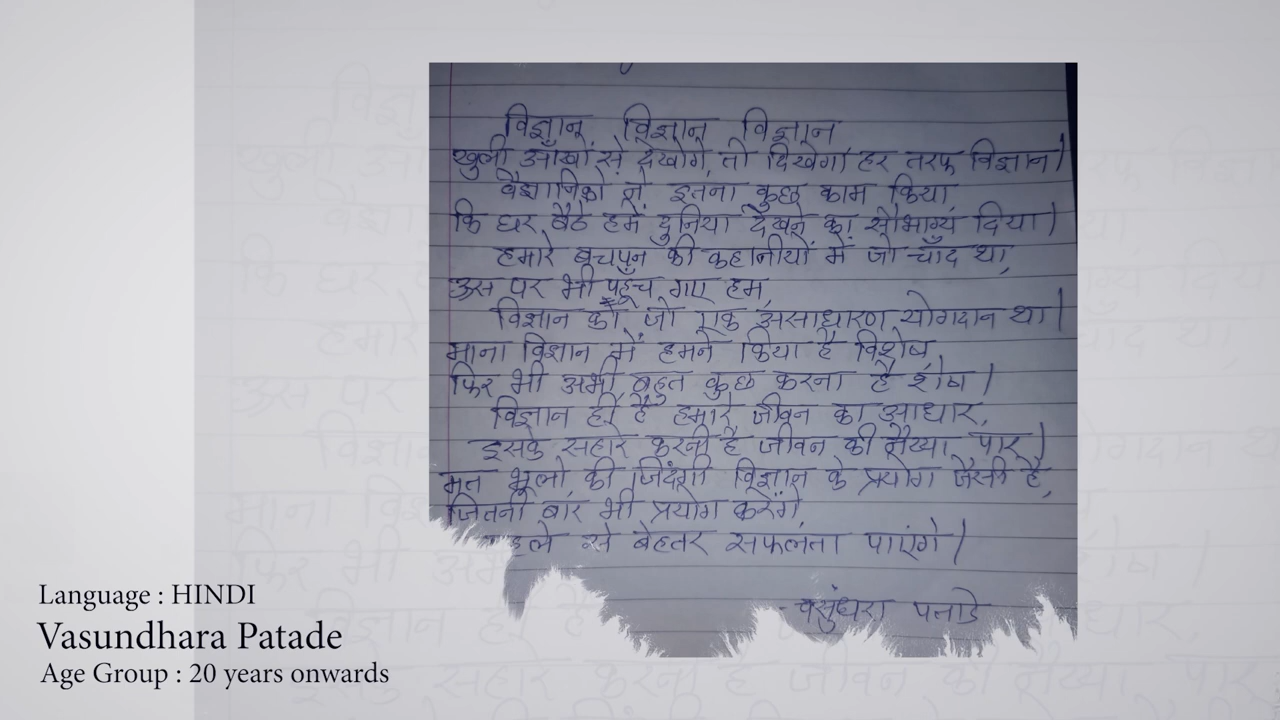 विज्ञान विज्ञान विज्ञान
खुली आँखों से देखोगे, तो दिखेगा हर तरफ विज्ञान।
वैज्ञानिको ने इतना कुछ काम किया,
कि घर बैठे हमें दुनिया देखने का सौभाग्य दिया।
हमारे बचपन की कहानीयों में जो चाँद था,
उस पर भी पहुँच गए हम,
विज्ञान का जो एक असाधारण योगदान था।
माना विज्ञान में हमने किया है विशेष,
फिर भी अभी बहुत कुछ करना है शेष।
विज्ञान ही है हमारे जीवन का आधार,
इसके सहारे करनी है जीवन की नैय्या पार।
मत भूलो की जिंदगी विज्ञान के प्रयोग जैसी है,
जितनी बार भी प्रयोग करेंगे,
से बेहतर सफलता पाएंगे।
वसुंधरा पताडे
Language : HINDI
Vasundhara Patade
Age Group : 20 years onwards